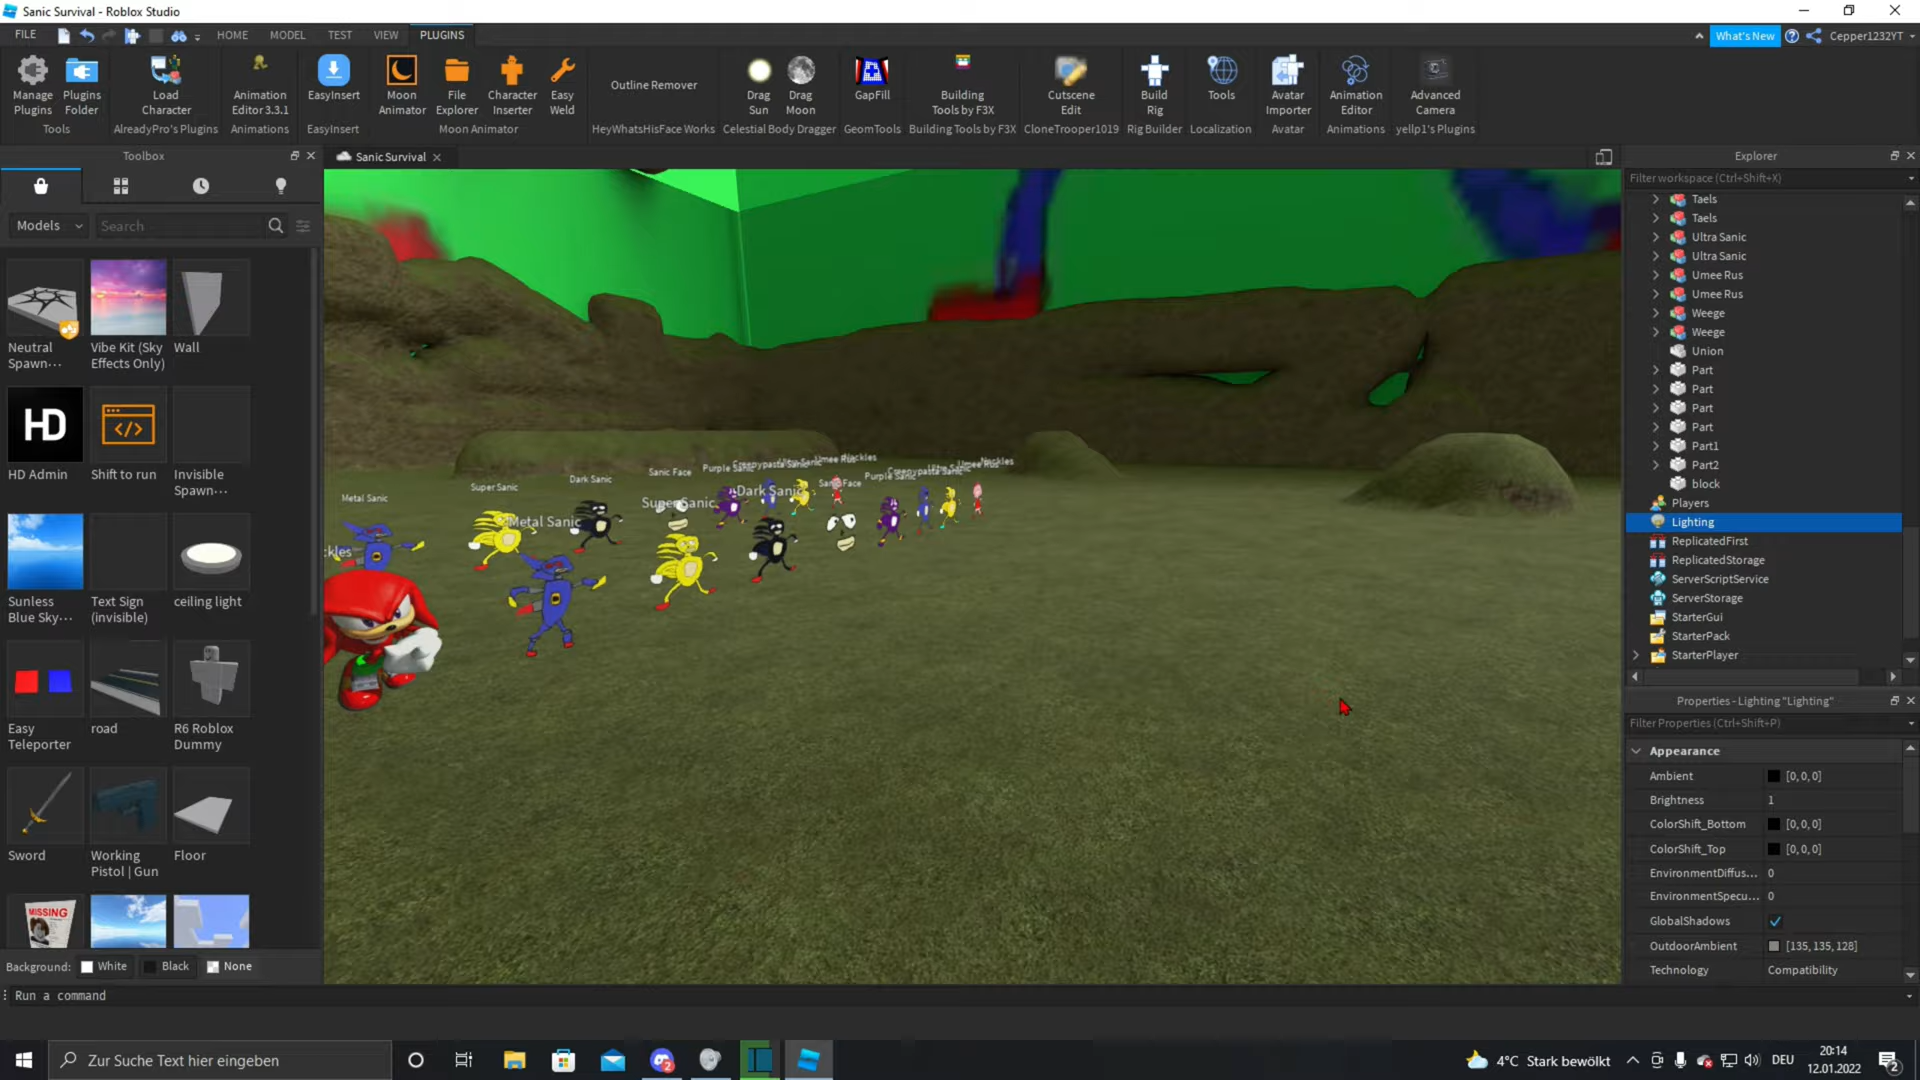 Sanic Survival - Roblox Studio
FILE
HOME
MODEL
TEST
VIEW
PLUGINS
What's New
Cepper1232YT
Manage
Plugins
Plugins
Folder
Tools
Load
Character
AlreadyPro's Plugins
Animation
Editor 3.3.1
Animations
EasyInsert
EasyInsert
Moon
Animator
File
Explorer
Character
Inserter
Easy
Weld
Moon Animator
Outline Remover
HeyWhatsHisFace Works
Drag
Sun
Drag
Moon
Celestial Body Dragger
GapFill
GeomTools
Building
Tools by F3X
Building Tools by F3X
Cutscene
Edit
CloneTrooper1019
Build
Rig
Rig Builder
Tools
Localization
Avatar
Importer
Avatar
Animation
Editor
Animations
Advanced
Camera
yellp1's Plugins
Toolbox
Models
Search
Neutral
Spawn...
Vibe Kit (Sky
Effects Only)
Wall
HD
HD Admin
Shift to run
Invisible
Spawn...
Sunless
Blue Sky...
Text Sign
(invisible)
ceiling light
Easy
Teleporter
road
R6 Roblox
Dummy
Sword
Working
Pistol | Gun
Floor
MISSING
Background:
White
Black
None
Run a command
Sanic Survival
Metal Sanic
Super Sanic
Dark Sanic
Sanic Face
Purple Sanic
Metal Sanic
Super Sanic
Dark Sanic
Purple Sanic
Explorer
Filter workspace (Ctrl+Shift+X)
Taels
Taels
Ultra Sanic
Ultra Sanic
Umee Rus
Umee Rus
Weege
Weege
Union
Part
Part
Part
Part
Part1
Part2
block
Players
Lighting
ReplicatedFirst
ReplicatedStorage
ServerScriptService
ServerStorage
StarterGui
StarterPack
StarterPlayer
Properties - Lighting "Lighting"
Filter Properties (Ctrl+Shift+P)
Appearance
Ambient [0,0,0]
Brightness 1
ColorShift_Bottom [0,0,0]
ColorShift_Top [0,0,0]
EnvironmentDiffus... 0
EnvironmentSpecu... 0
GlobalShadows
OutdoorAmbient [135,135,128]
Technology Compatibility
Zur Suche Text hier eingeben
2
4°C Stark bewölkt
DEU
20:14
12.01.2022
2